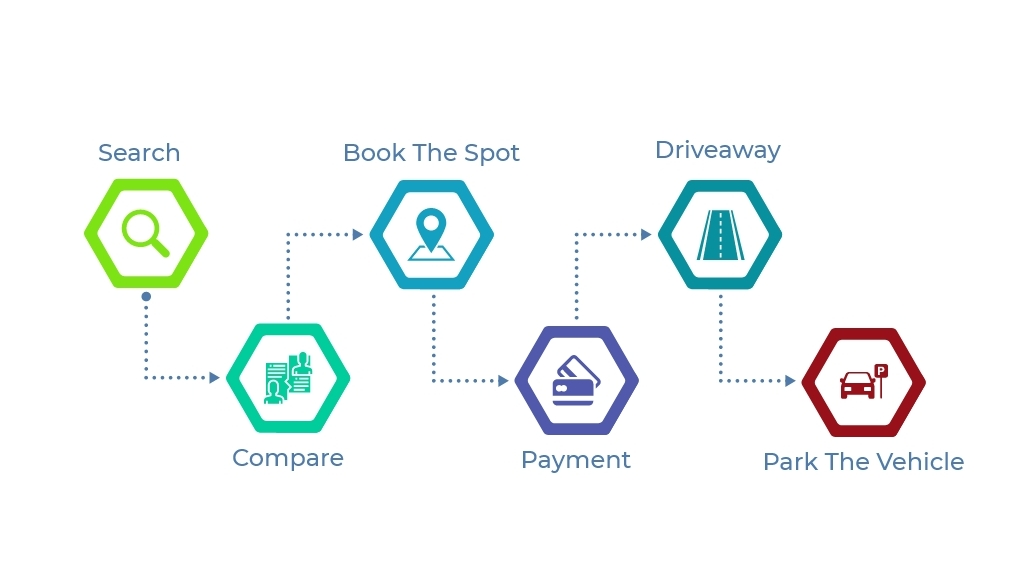 Search
Compare
Book The Spot
Payment
Driveaway
P
Park The Vehicle